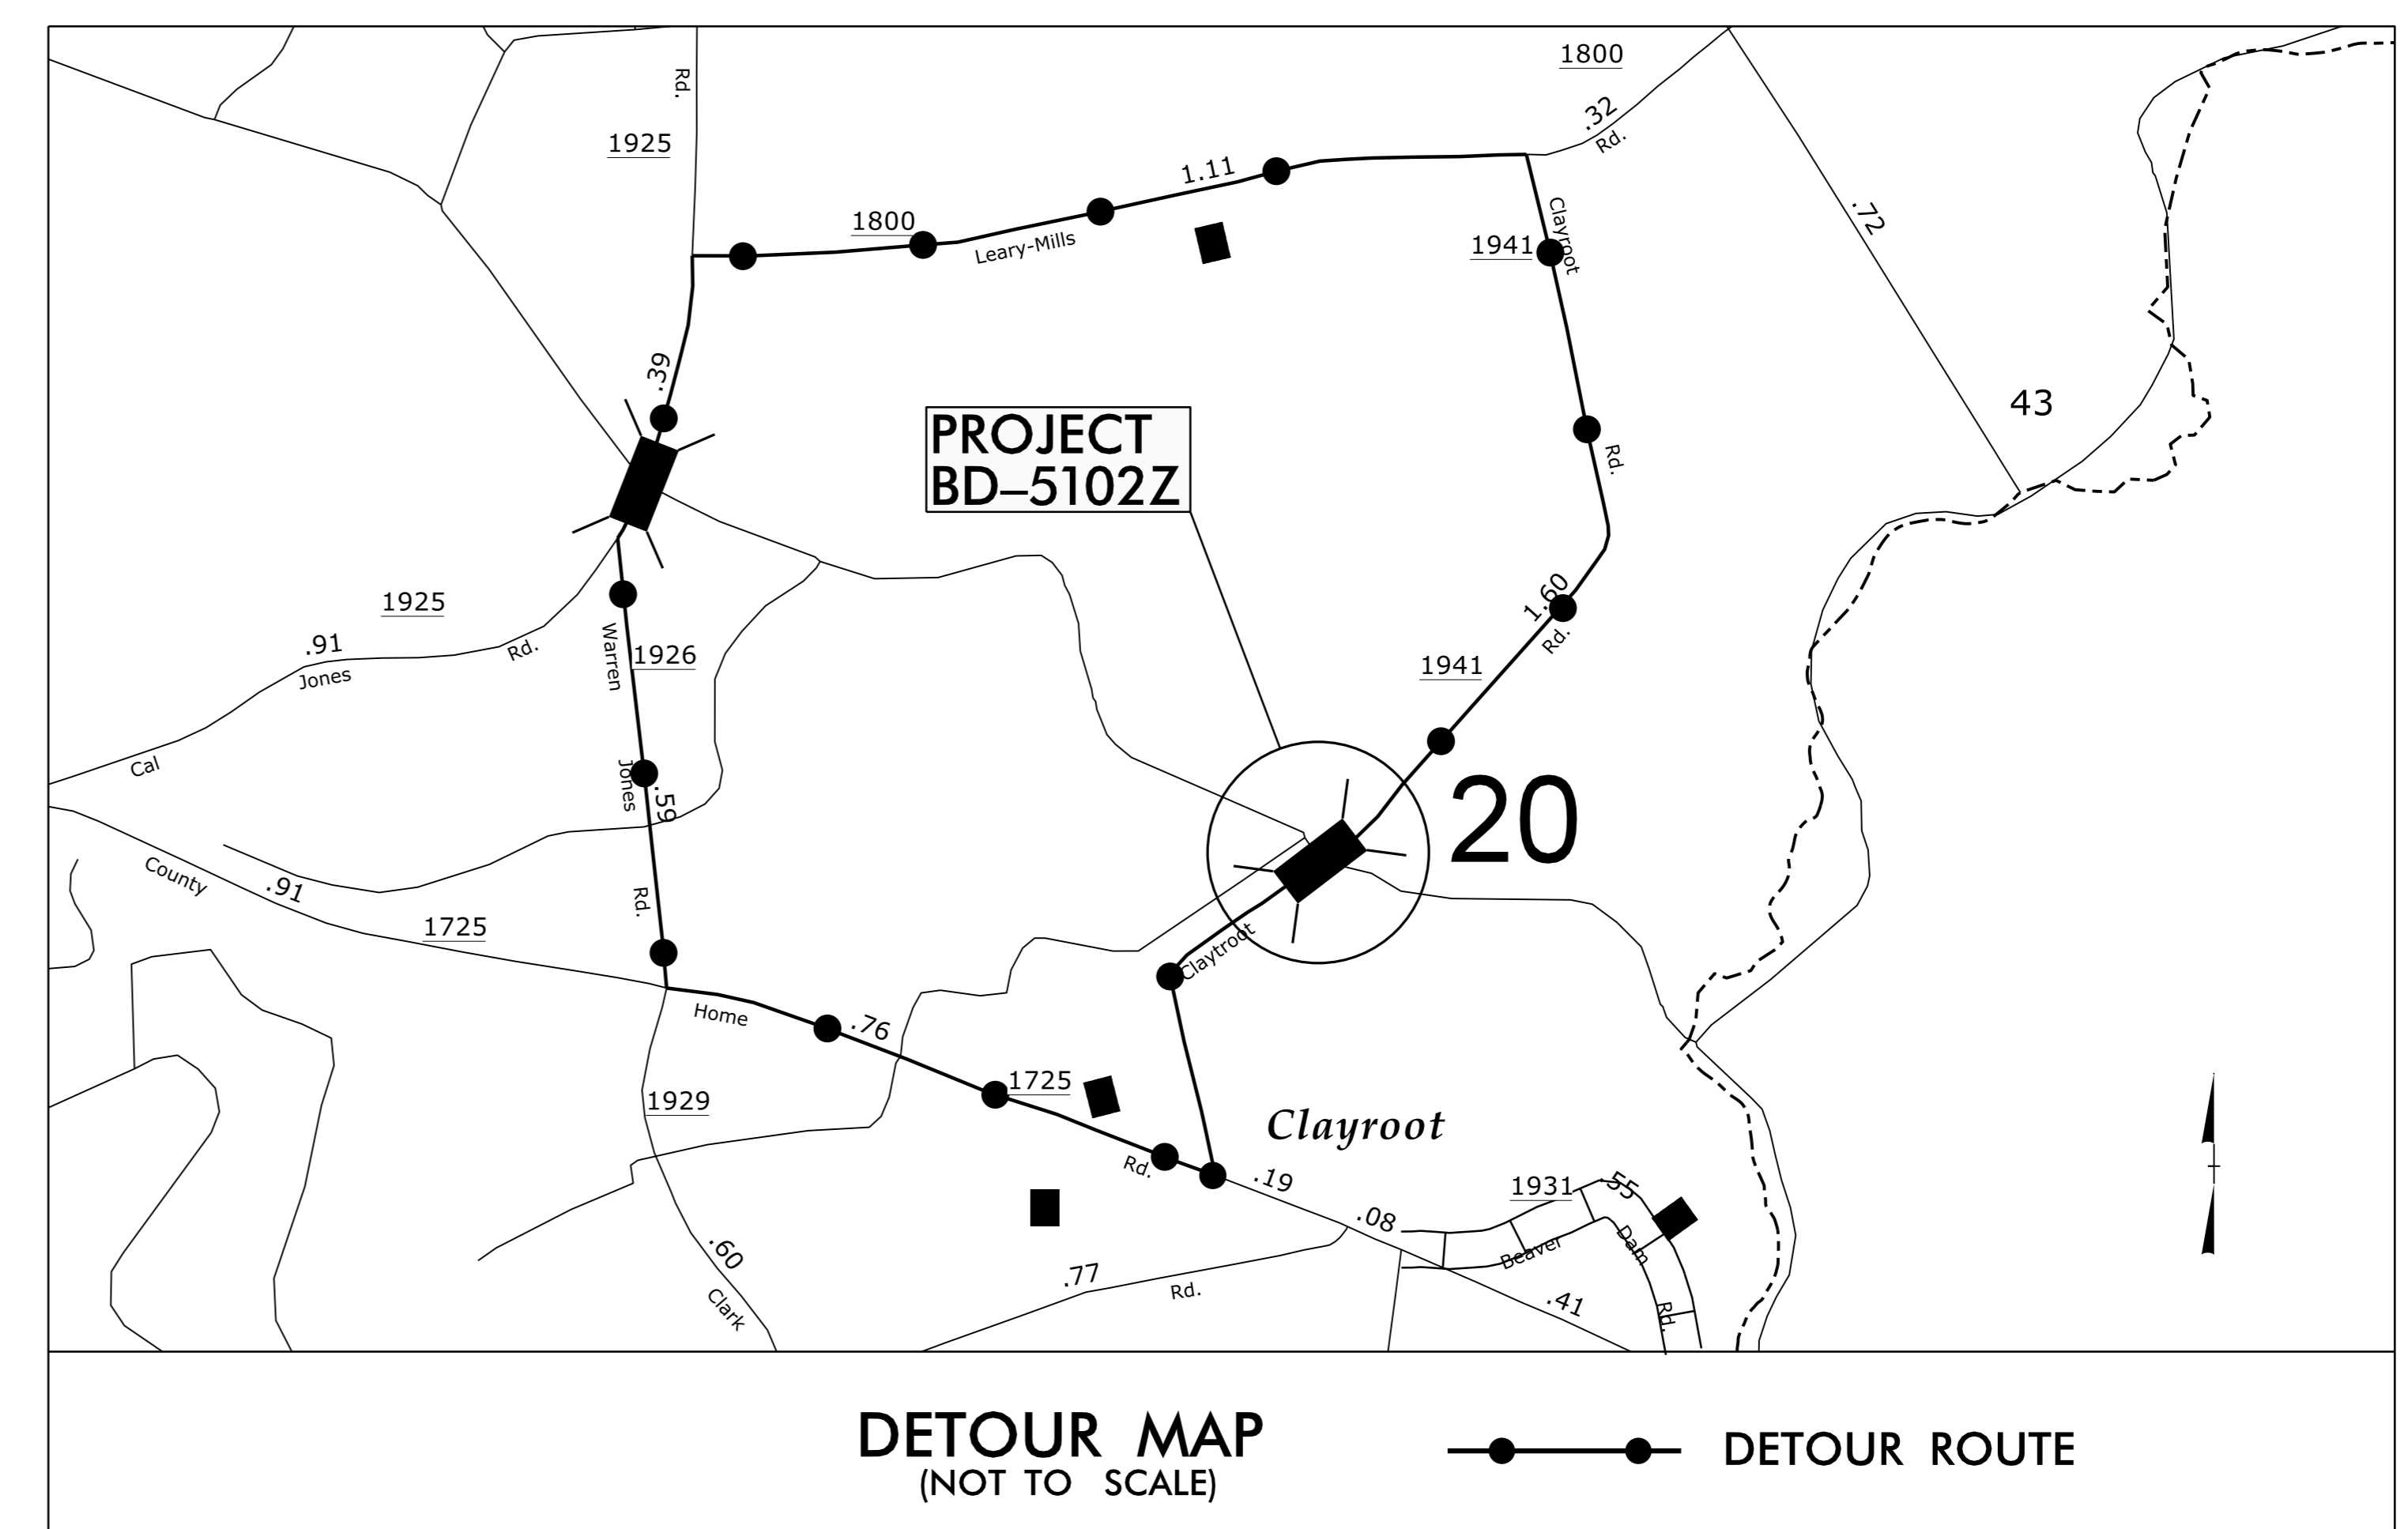 1800
.32
Rd.
Rd.
1925
1.11
1800
Leary-Mills
Clayroot
1941
.72
.39
43
PROJECT
BD–5102Z
Rd.
1925
.91
Jones
Rd.
Cal
Warren
1926
Jones
.59
Rd.
1.60
Rd.
1941
20
County
.91
1725
Claytroot
Home
.76
1725
1929
Clayroot
Rd.
.19
.08
1931
.55
Beaver
Dam
Rd.
.60
Clark
.77
Rd.
.41
DETOUR MAP
(NOT TO SCALE)
DETOUR ROUTE